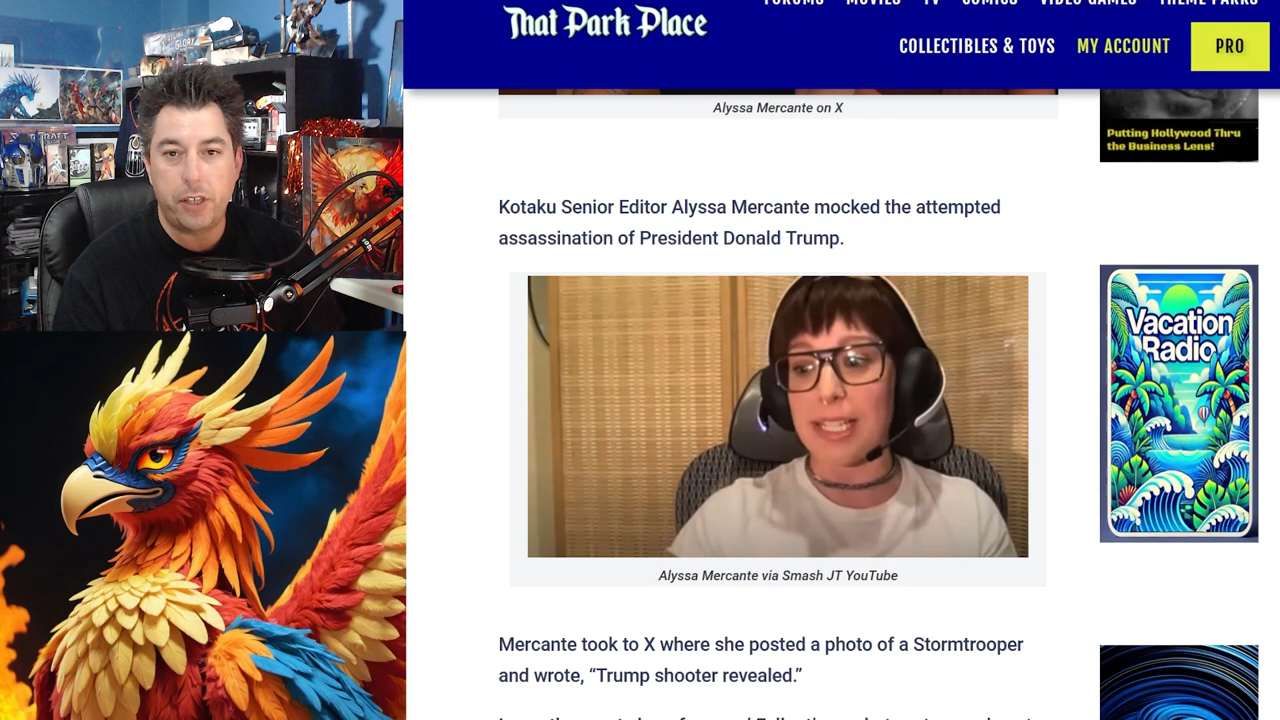 That Park Place
FORUMS MOVIES TV COMICS VIDEO GAMES THEME PARKS
COLLECTIBLES & TOYS MY ACCOUNT PRO
Alyssa Mercante on X
Putting Hollywood Thru
the Business Lens!
Kotaku Senior Editor Alyssa Mercante mocked the attempted
assassination of President Donald Trump.
Vacation
Radio
Alyssa Mercante via Smash JT YouTube
Mercante took to X where she posted a photo of a Stormtrooper
and wrote, “Trump shooter revealed.”
GLORY